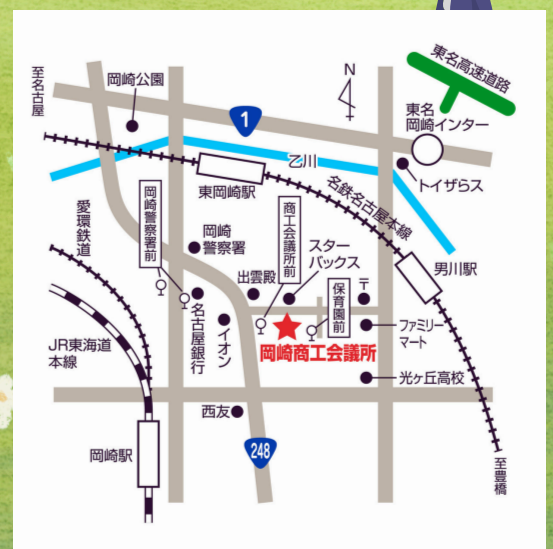 至名古屋
岡崎公園
1
N
東名高速道路
東名
岡崎インター
乙川
トイザらス
東岡崎駅
名鉄名古屋本線
愛環鉄道
岡崎警察署前
岡崎
警察署
商工会議所前
スター
バックス
男川駅
出雲殿
保育園前
〒
名古屋銀行
イオン
ファミリー
マート
岡崎商工会議所
JR東海道
本線
光ヶ丘高校
西友
248
岡崎駅
至豊橋